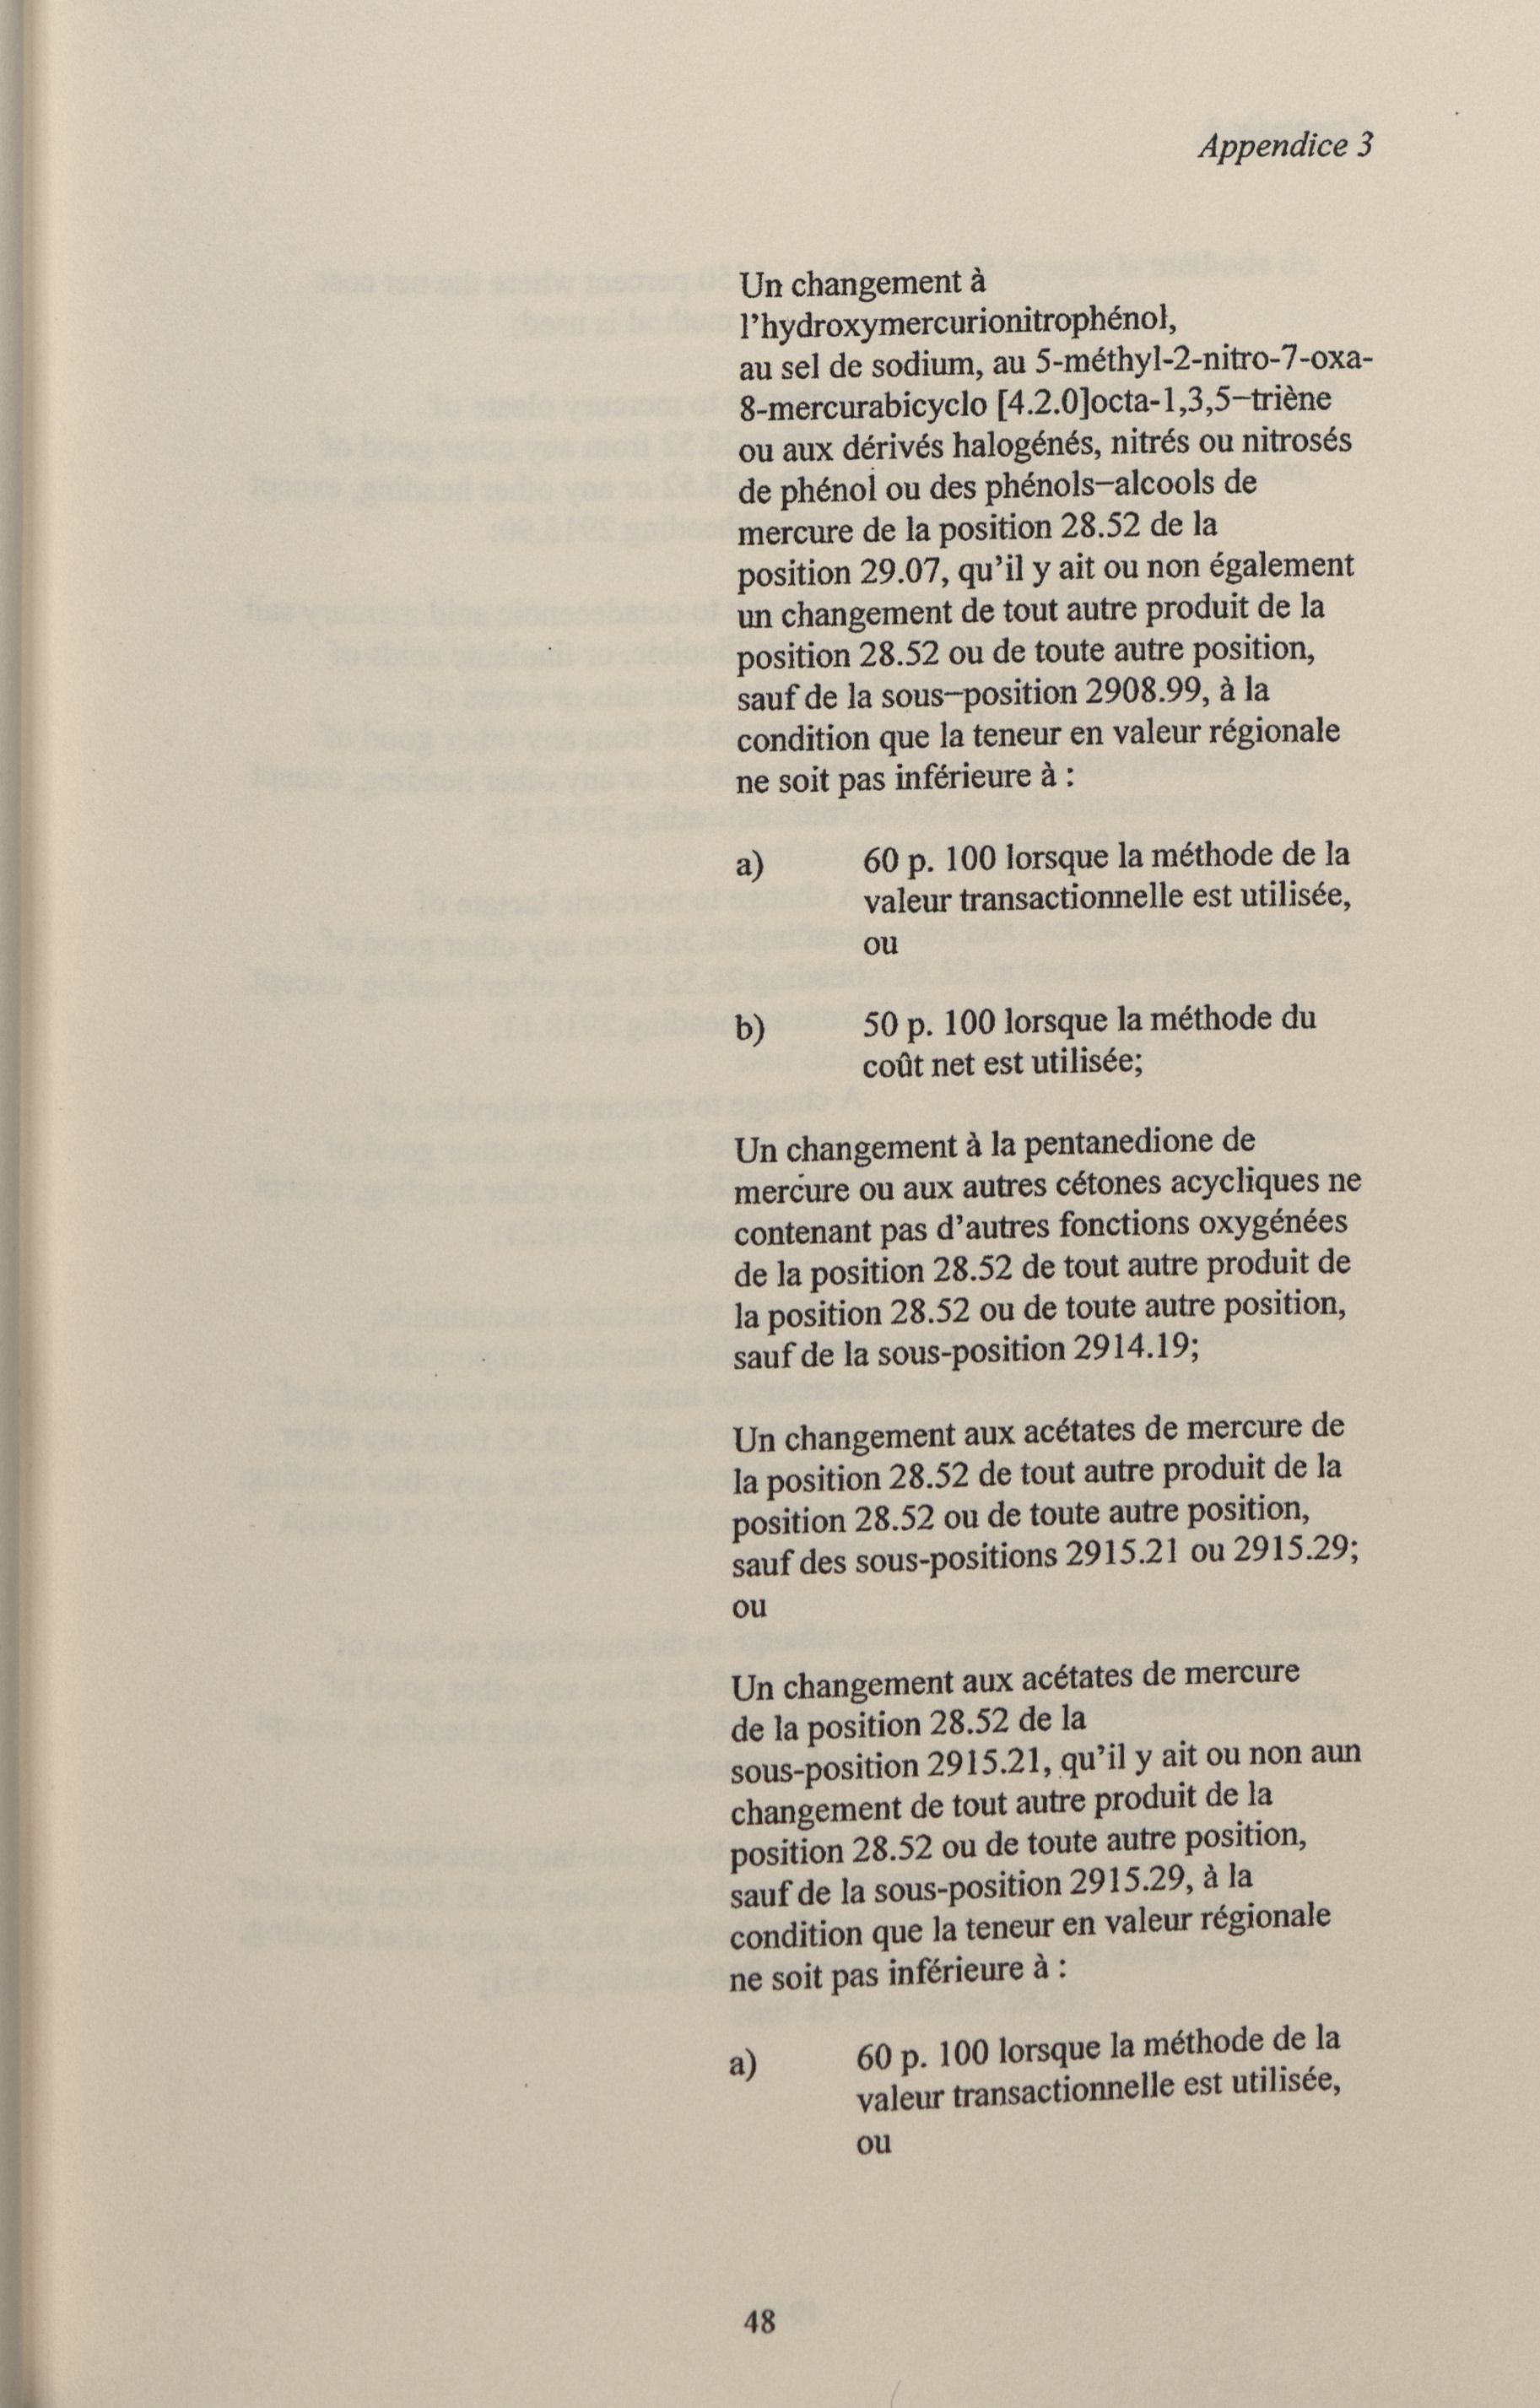 Appendice 3
Un changement à
l'hydroxymercurionitrophénol,
au sel de sodium, au 5-méthyl-2-nitro-7-oxa-
8-mercurabicyclo [4.2.0]octa-1,3,5-triène
ou aux dérivés halogénés, nitrés ou nitrosés
de phénol ou des phénols-alcools de
mercure de la position 28.52 de la
position 29.07, qu'il y ait ou non également
un changement de tout autre produit de la
position 28.52 ou de toute autre position,
sauf de la sous-position 2908.99, à la
condition que la teneur en valeur régionale
ne soit pas inférieure à :
a) 60 p. 100 lorsque la méthode de la
valeur transactionnelle est utilisée,
ou
b) 50 p. 100 lorsque la méthode du
coût net est utilisée;
Un changement à la pentanedione de
mercure ou aux autres cétones acycliques ne
contenant pas d'autres fonctions oxygénées
de la position 28.52 de tout autre produit de
la position 28.52 ou de toute autre position,
sauf de la sous-position 2914.19;
Un changement aux acétates de mercure de
la position 28.52 de tout autre produit de la
position 28.52 ou de toute autre position,
sauf des sous-positions 2915.21 ou 2915.29;
ou
Un changement aux acétates de mercure
de la position 28.52 de la
sous-position 2915.21, qu'il y ait ou non aun
changement de tout autre produit de la
position 28.52 ou de toute autre position,
sauf de la sous-position 2915.29, à la
condition que la teneur en valeur régionale
ne soit pas inférieure à :
a) 60 p. 100 lorsque la méthode de la
valeur transactionnelle est utilisée,
ou
48